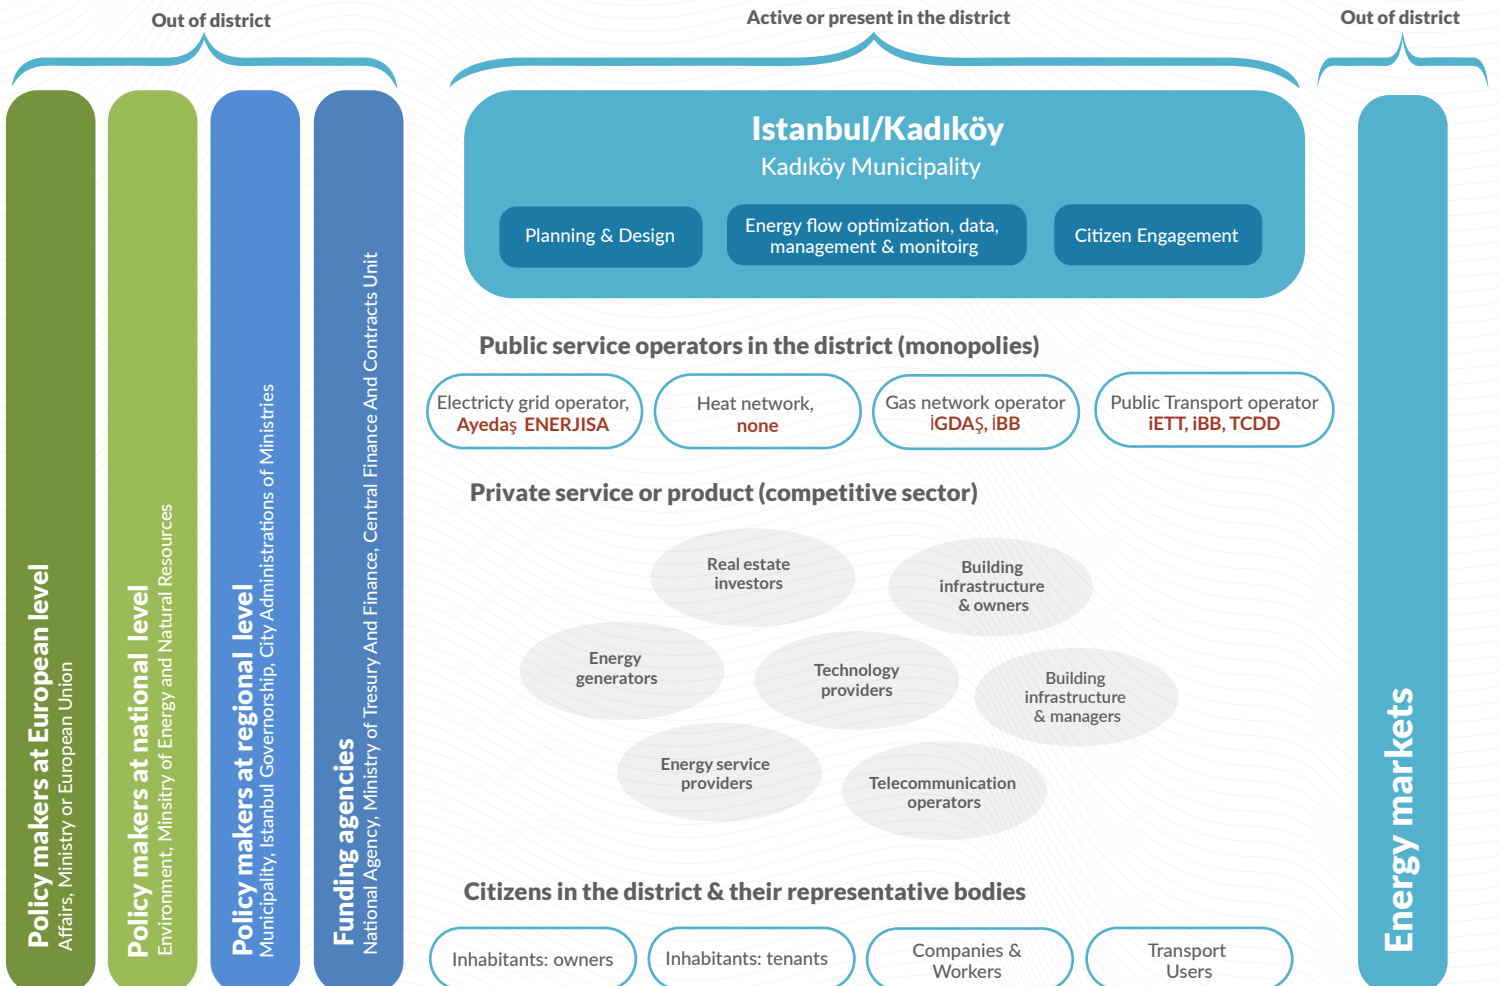 Out of district
Active or present in the district
Out of district
Policy makers at European level
Affairs, Ministry or European Union
Policy makers at national level
Environment, Minsitry of Energy and Natural Resources
Policy makers at regional level
Municipality, Istanbul Governorship, City Administrations of Ministries
Funding agencies
National Agency, Ministry of Tresury And Finance, Central Finance And Contracts Unit
Istanbul/Kadıköy
Kadıköy Municipality
Planning & Design
Energy flow optimization, data,
management & monitoirg
Citizen Engagement
Public service operators in the district (monopolies)
Electricty grid operator,
Ayedaş ENERJISA
Heat network,
none
Gas network operator
İGDAŞ, İBB
Public Transport operator
iETT, iBB, TCDD
Private service or product (competitive sector)
Real estate
investors
Building
infrastructure
& owners
Energy
generators
Technology
providers
Building
infrastructure
& managers
Energy service
providers
Telecommunication
operators
Citizens in the district & their representative bodies
Inhabitants: owners
Inhabitants: tenants
Companies &
Workers
Transport
Users
Energy markets